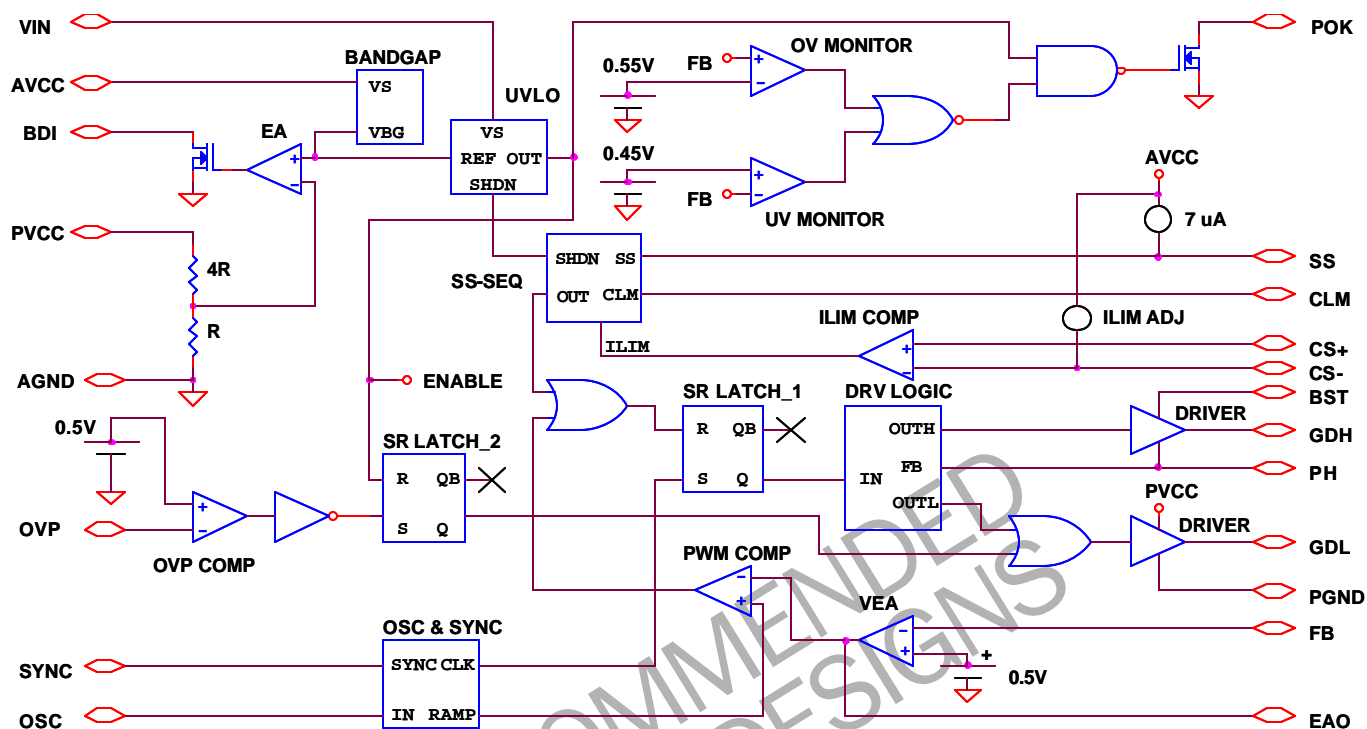 VIN
AVCC
BDI
PVCC
AGND
OVP
SYNC
OSC
BANDGAP
VS
VBG
EA
4R
R
UVLO
VS
REF OUT
SHDN
0.55V
FB
OV MONITOR
0.45V
FB
UV MONITOR
POK
AVCC
7 uA
SS-SEQ
SHDN SS
OUT CLM
ILIM
ILIM COMP
ILIM ADJ
SS
CLM
CS+
CS-
BST
GDH
PH
GDL
PGND
FB
EAO
ENABLE
0.5V
+
-
OVP COMP
SR LATCH_2
R QB
S Q
SR LATCH_1
R QB
S Q
DRV LOGIC
OUTH
FB
IN
OUTL
DRIVER
PVCC
DRIVER
PWM COMP
VEA
+
0.5V
OSC & SYNC
SYNC CLK
IN RAMP
OMMENDED
DESIGNS